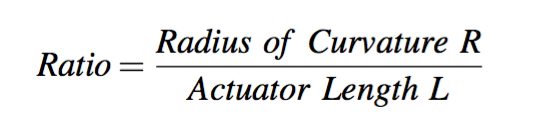 Ratio = Radius of Curvature R / Actuator Length L